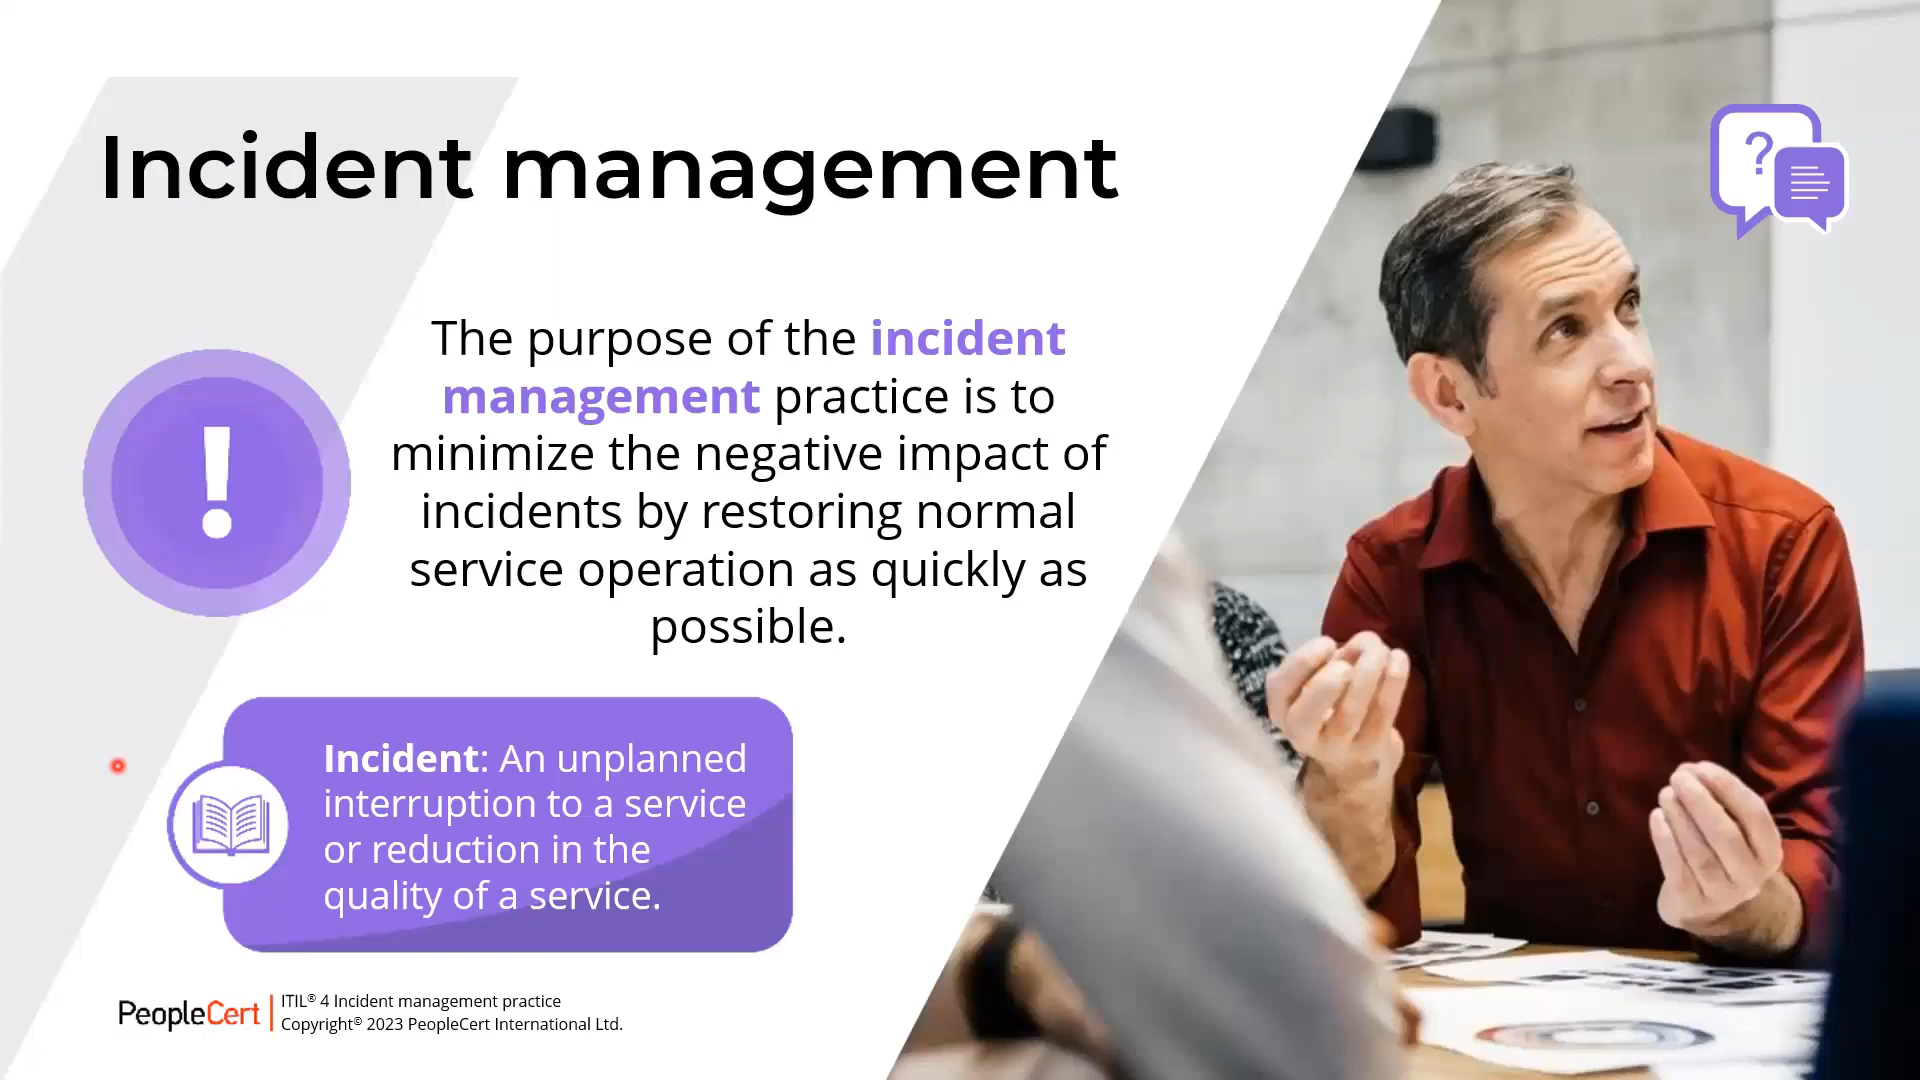 Incident management
The purpose of the incident
management practice is to
minimize the negative impact of
incidents by restoring normal
service operation as quickly as
possible.
!
Incident: An unplanned
interruption to a service
or reduction in the
quality of a service.
PeopleCert
ITIL® 4 Incident management practice
Copyright© 2023 PeopleCert International Ltd.
?